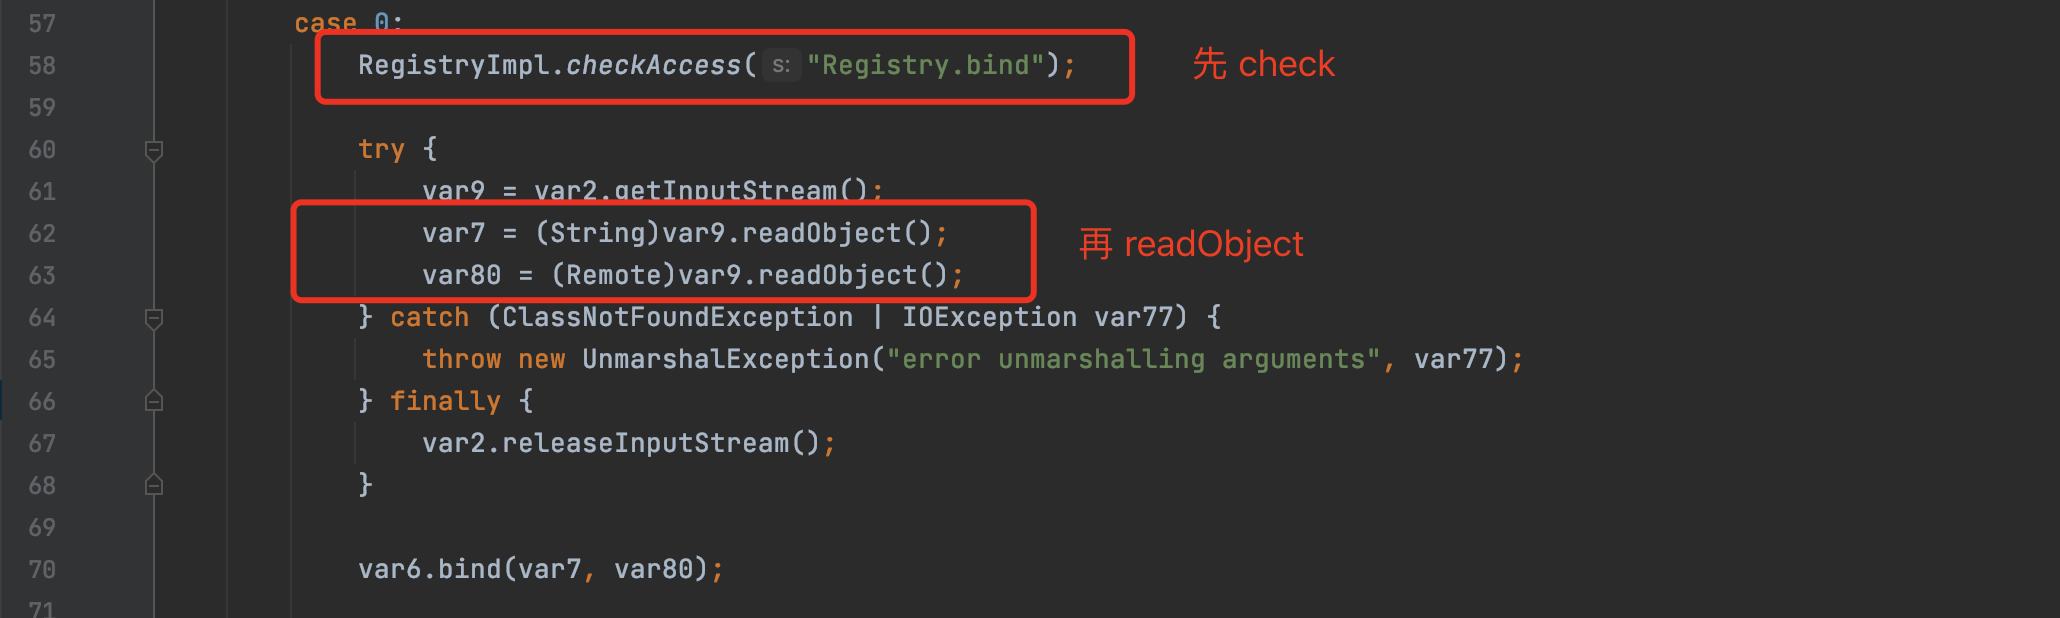 57 case 0:
58 RegistryImpl.checkAccess( s: "Registry.bind"); 先 check
59
60 try {
61 var9 = var2.getInputStream();
62 var7 = (String)var9.readObject(); 再 readObject
63 var80 = (Remote)var9.readObject();
64 } catch (ClassNotFoundException | IOException var77) {
65 throw new UnmarshalException("error unmarshalling arguments", var77);
66 } finally {
67 var2.releaseInputStream();
68 }
69
70 var6.bind(var7, var80);
71